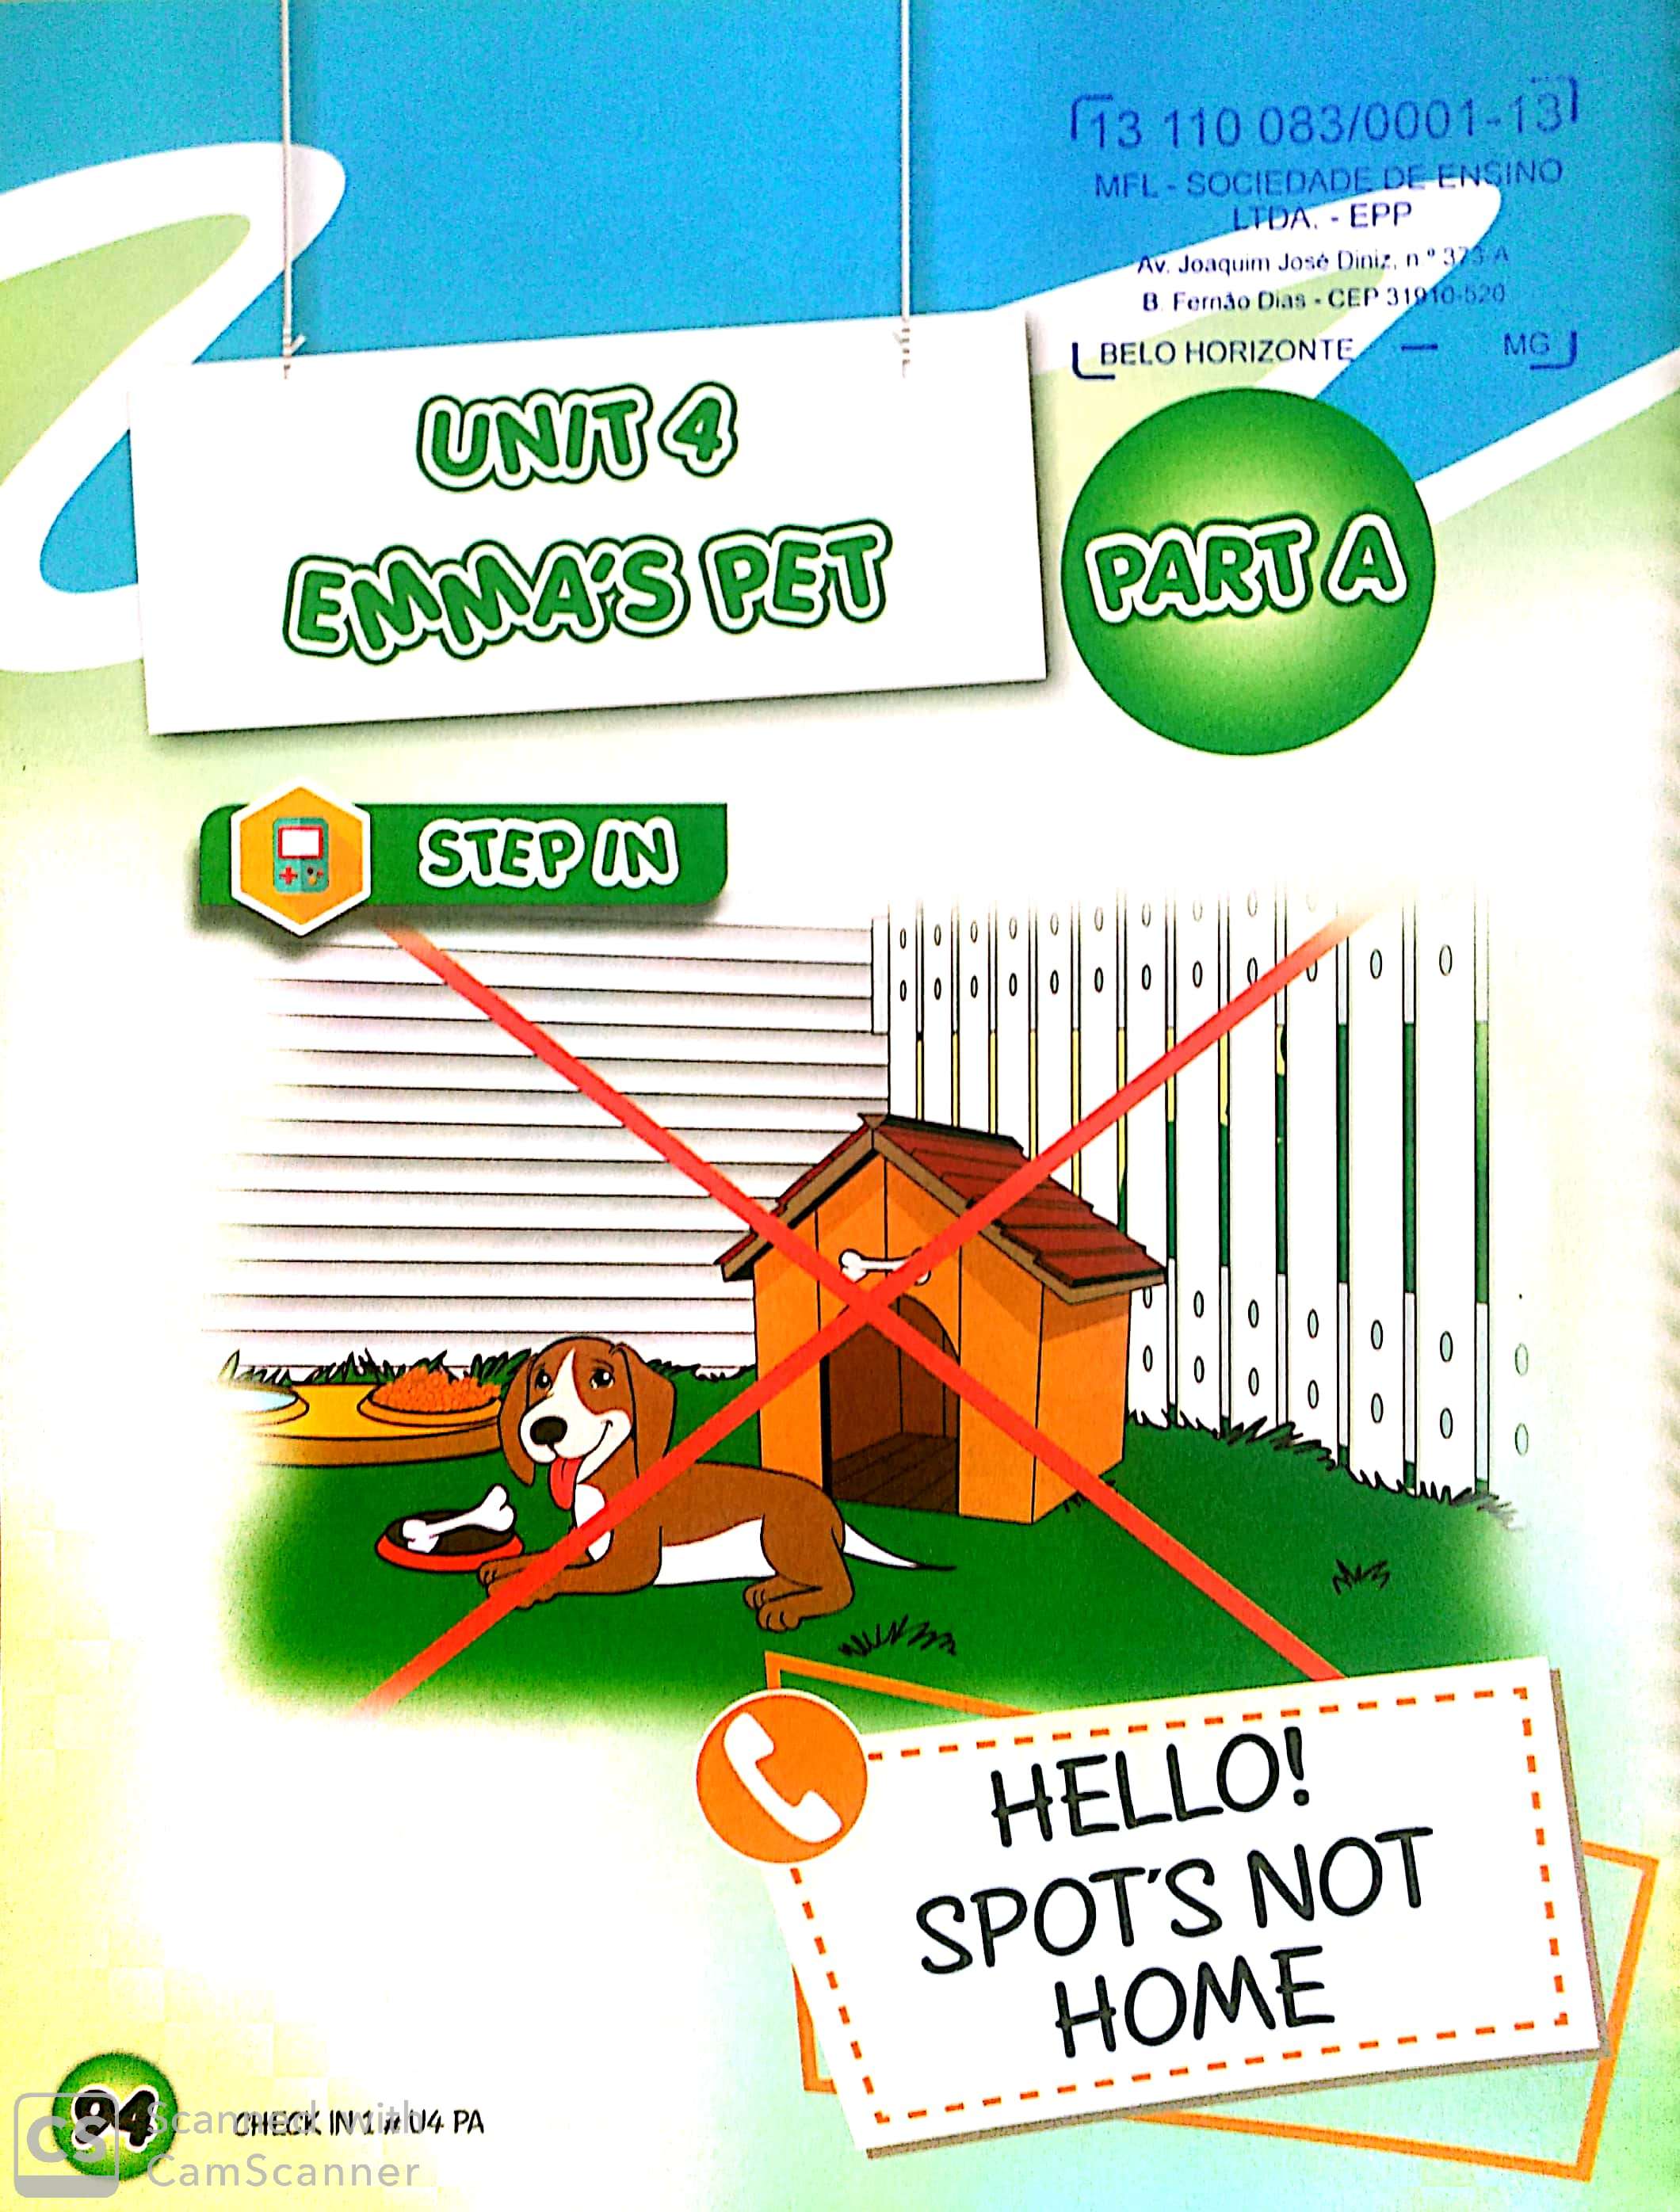 13 110 083/0001-13
MFL - SOCIEDADE DE ENSINO
LTDA. - EPP
Av. Joaquim José Diniz, n.º 373-A
B. Fernão Dias - CEP 31910-520
BELO HORIZONTE — MG
UNIT 4
EMMA'S PET
PART A
STEP IN
HELLO!
SPOT'S NOT
HOME
94
CHECK IN 1 # U4 PA
CS
Scanned with
CamScanner